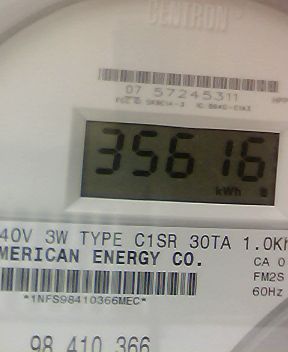 CENTRON
07 57245311
35616
kWh
40V 3W TYPE C1SR 30TA 1.0Kh
MERICAN ENERGY CO.
CA 0
FM2S
60Hz
*1NFS98410366MEC*
98 410 366